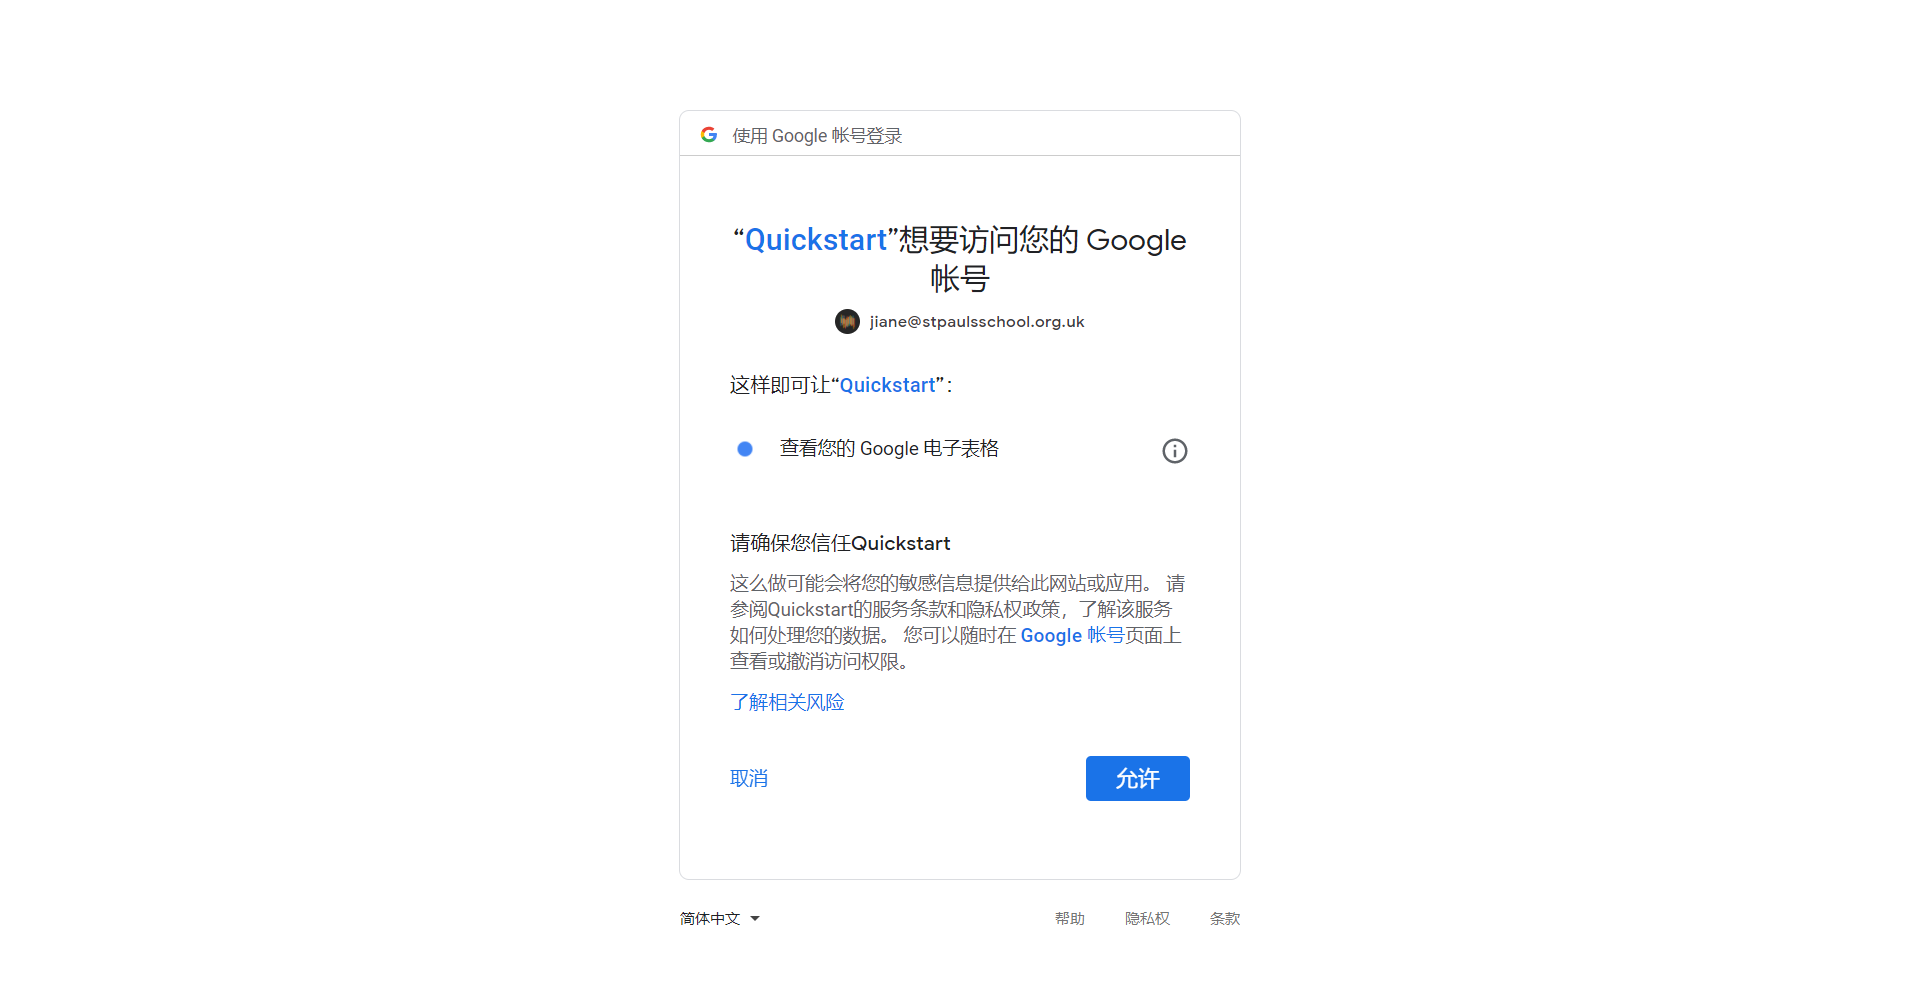 使用 Google 帐号登录
“Quickstart”想要访问您的 Google
帐号
jiane@stpaulsschool.org.uk
这样即可让“Quickstart”：
查看您的 Google 电子表格
请确保您信任Quickstart
这么做可能会将您的敏感信息提供给此网站或应用。 请
参阅Quickstart的服务条款和隐私权政策，了解该服务
如何处理您的数据。 您可以随时在 Google 帐号页面上
查看或撤消访问权限。
了解相关风险
取消
允许
简体中文
帮助
隐私权
条款